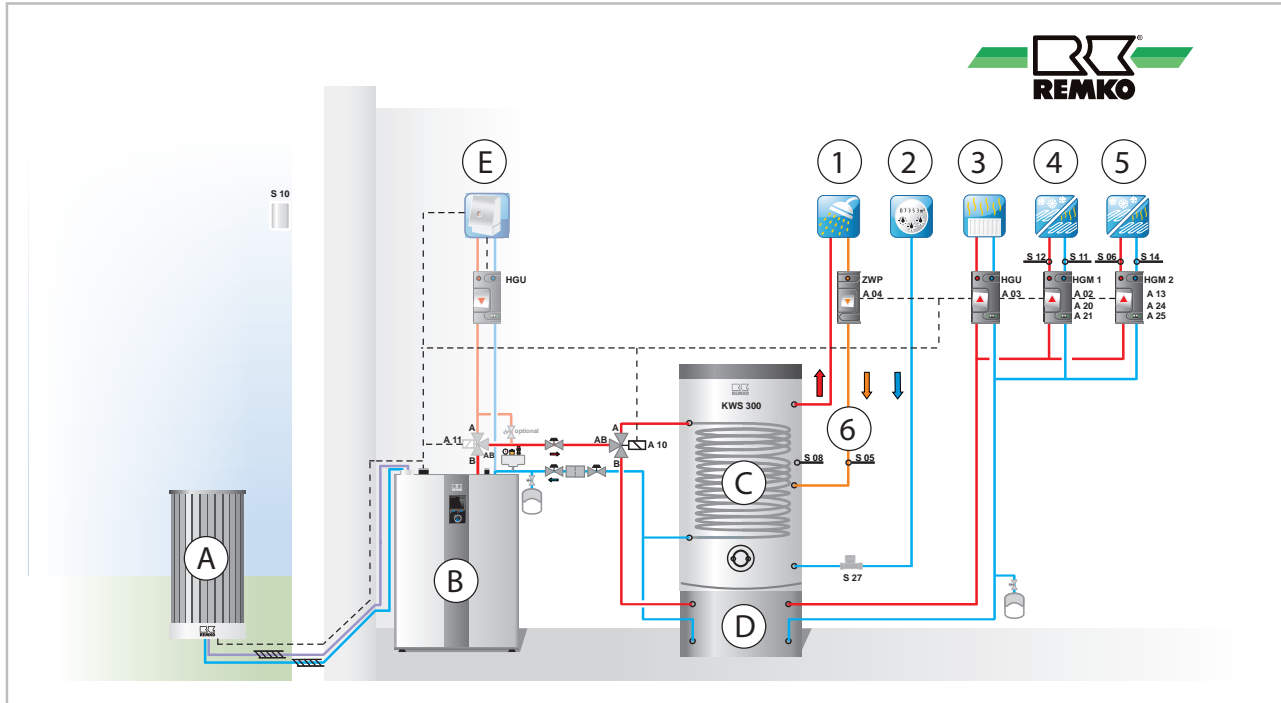 REMKO
E
1
2
3
4
5
S 10
07353m³
S 12
S 11
S 06
S 14
HGU
ZWP
A 04
HGU
A 03
HGM 1
A 02
A 20
A 21
HGM 2
A 13
A 24
A 25
KWS 300
6
A
optional
A 11
AB
B
A
AB
A 10
B
S 08
S 05
C
A
B
S 27
D